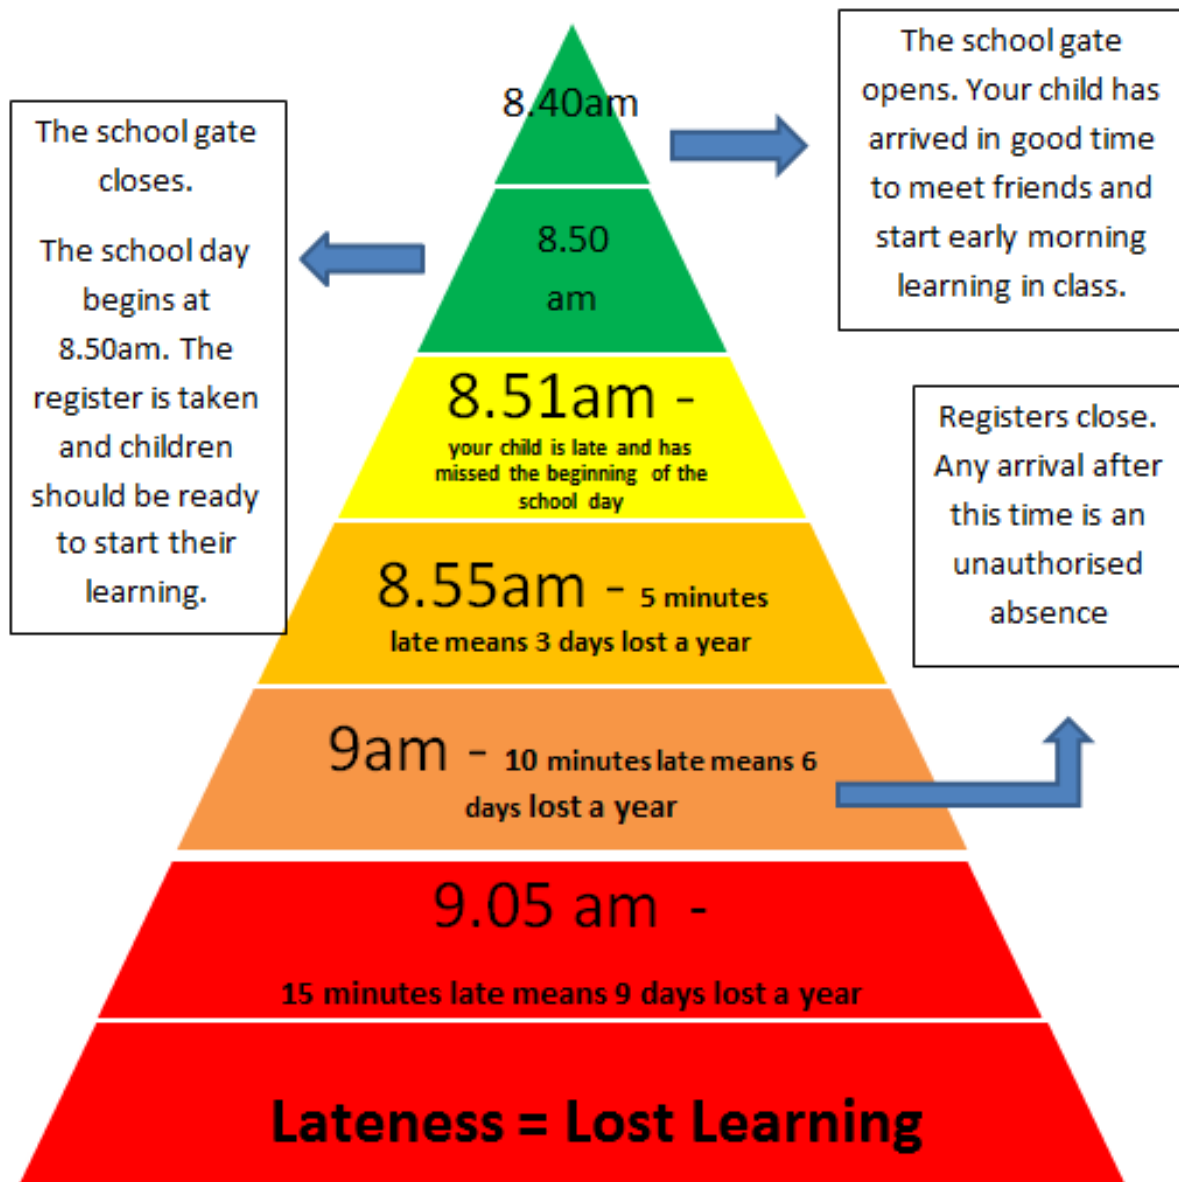 8.40am
The school gate
opens. Your child has
arrived in good time
to meet friends and
start early morning
learning in class.
The school gate
closes.
The school day
begins at
8.50am. The
register is taken
and children
should be ready
to start their
learning.
8.50
am
8.51am -
your child is late and has
missed the beginning of the
school day
8.55am - 5 minutes
late means 3 days lost a year
9am - 10 minutes late means 6
days lost a year
Registers close.
Any arrival after
this time is an
unauthorised
absence
9.05 am -
15 minutes late means 9 days lost a year
Lateness = Lost Learning